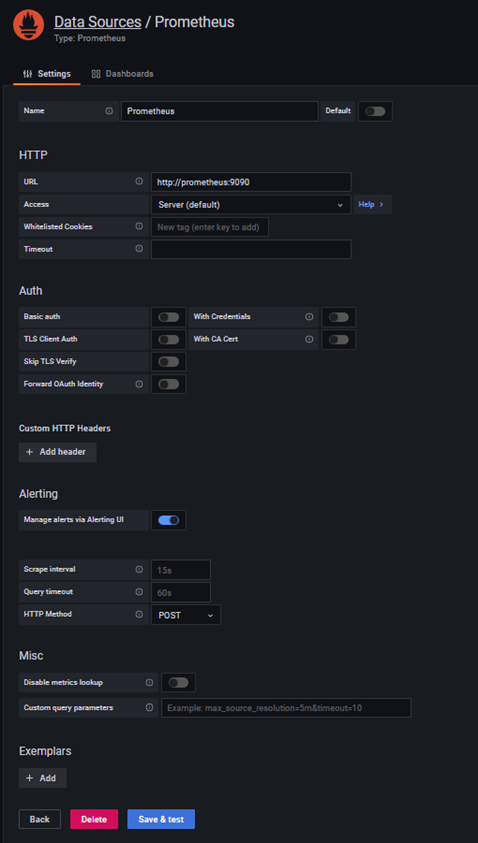 Data Sources / Prometheus
Type: Prometheus
Settings Dashboards
Name Prometheus Default
HTTP
URL http://prometheus:9090
Access Server (default) Help >
Whitelisted Cookies New tag (enter key to add)
Timeout
Auth
Basic auth With Credentials
TLS Client Auth With CA Cert
Skip TLS Verify
Forward OAuth Identity
Custom HTTP Headers
+ Add header
Alerting
Manage alerts via Alerting UI
Scrape interval 15s
Query timeout 60s
HTTP Method POST
Misc
Disable metrics lookup
Custom query parameters Example: max_source_resolution=5m&timeout=10
Exemplars
+ Add
Back Delete Save & test